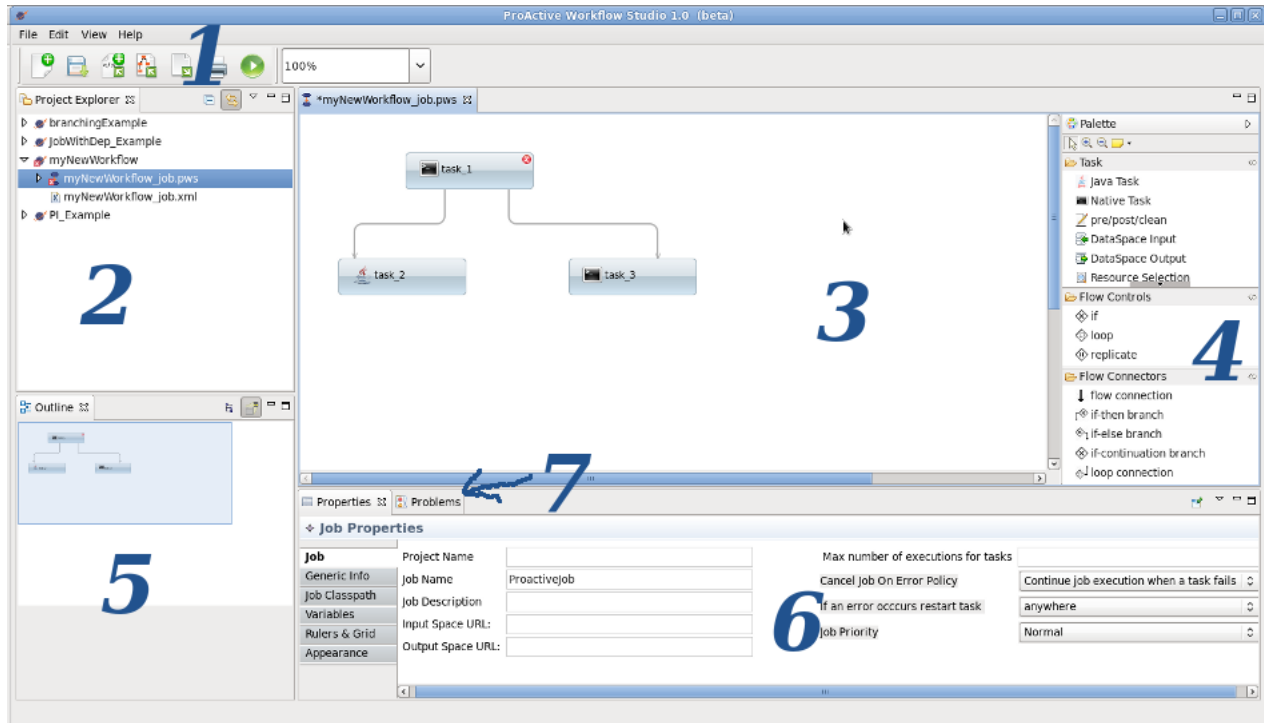 ProActive Workflow Studio 1.0 (beta)
File Edit View Help
1
100%
Project Explorer
branchingExample
JobWithDep_Example
myNewWorkflow
myNewWorkflow_job.pws
myNewWorkflow_job.xml
PI_Example
2
*myNewWorkflow_job.pws
task_1
task_2
task_3
3
Palette
Task
Java Task
Native Task
pre/post/clean
DataSpace Input
DataSpace Output
Resource Selection
Flow Controls
if
loop
replicate
4
Flow Connectors
flow connection
if-then branch
if-else branch
if-continuation branch
loop connection
Outline
5
7
Properties
Problems
Job Properties
Job
Generic Info
Job Classpath
Variables
Rulers & Grid
Appearance
Project Name
Job Name ProactiveJob
Job Description
Input Space URL:
Output Space URL:
6
Max number of executions for tasks
Cancel Job On Error Policy Continue job execution when a task fails
If an error occcurs restart task anywhere
Job Priority Normal